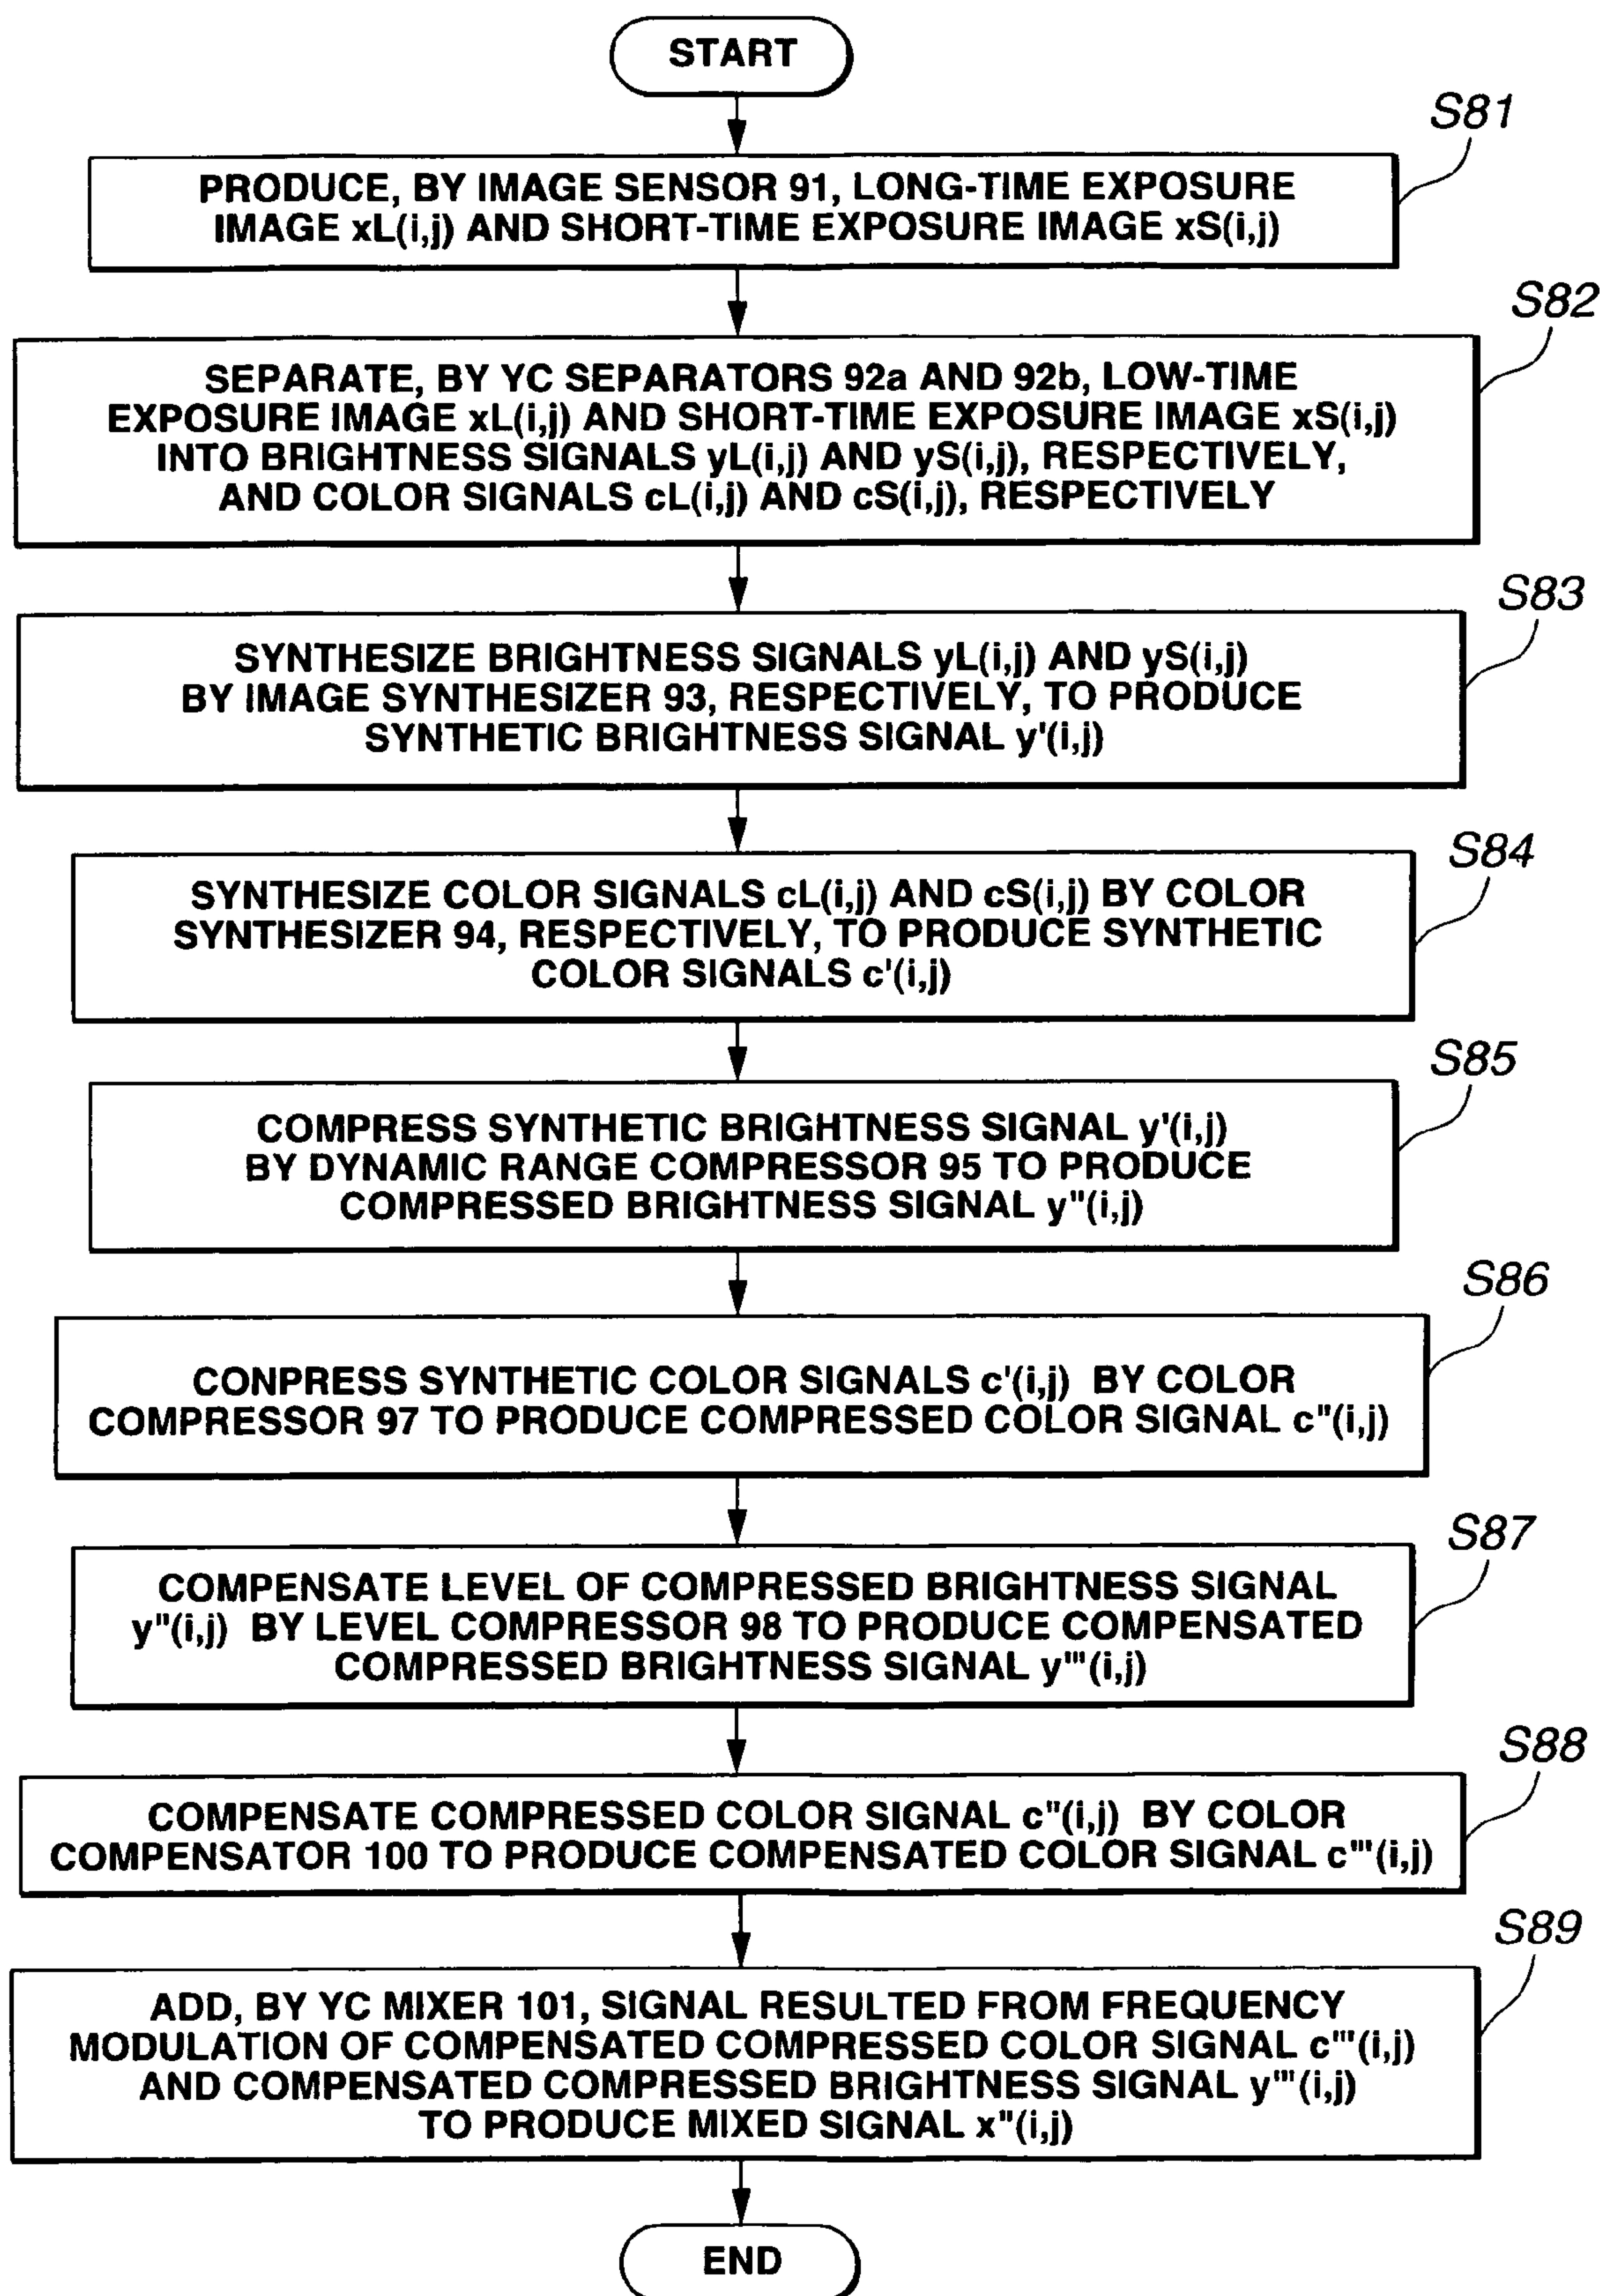 START
S81
PRODUCE, BY IMAGE SENSOR 91, LONG-TIME EXPOSURE
IMAGE xL(i,j) AND SHORT-TIME EXPOSURE IMAGE xS(i,j)
S82
SEPARATE, BY YC SEPARATORS 92a AND 92b, LOW-TIME
EXPOSURE IMAGE xL(i,j) AND SHORT-TIME EXPOSURE IMAGE xS(i,j)
INTO BRIGHTNESS SIGNALS yL(i,j) AND yS(i,j), RESPECTIVELY,
AND COLOR SIGNALS cL(i,j) AND cS(i,j), RESPECTIVELY
S83
SYNTHESIZE BRIGHTNESS SIGNALS yL(i,j) AND yS(i,j)
BY IMAGE SYNTHESIZER 93, RESPECTIVELY, TO PRODUCE
SYNTHETIC BRIGHTNESS SIGNAL y'(i,j)
S84
SYNTHESIZE COLOR SIGNALS cL(i,j) AND cS(i,j) BY COLOR
SYNTHESIZER 94, RESPECTIVELY, TO PRODUCE SYNTHETIC
COLOR SIGNALS c'(i,j)
S85
COMPRESS SYNTHETIC BRIGHTNESS SIGNAL y'(i,j)
BY DYNAMIC RANGE COMPRESSOR 95 TO PRODUCE
COMPRESSED BRIGHTNESS SIGNAL y"(i,j)
S86
CONPRESS SYNTHETIC COLOR SIGNALS c'(i,j) BY COLOR
COMPRESSOR 97 TO PRODUCE COMPRESSED COLOR SIGNAL c"(i,j)
S87
COMPENSATE LEVEL OF COMPRESSED BRIGHTNESS SIGNAL
y"(i,j) BY LEVEL COMPRESSOR 98 TO PRODUCE COMPENSATED
COMPRESSED BRIGHTNESS SIGNAL y'"(i,j)
S88
COMPENSATE COMPRESSED COLOR SIGNAL c"(i,j) BY COLOR
COMPENSATOR 100 TO PRODUCE COMPENSATED COLOR SIGNAL c'"(i,j)
S89
ADD, BY YC MIXER 101, SIGNAL RESULTED FROM FREQUENCY
MODULATION OF COMPENSATED COMPRESSED COLOR SIGNAL c'"(i,j)
AND COMPENSATED COMPRESSED BRIGHTNESS SIGNAL y'"(i,j)
TO PRODUCE MIXED SIGNAL x"(i,j)
END